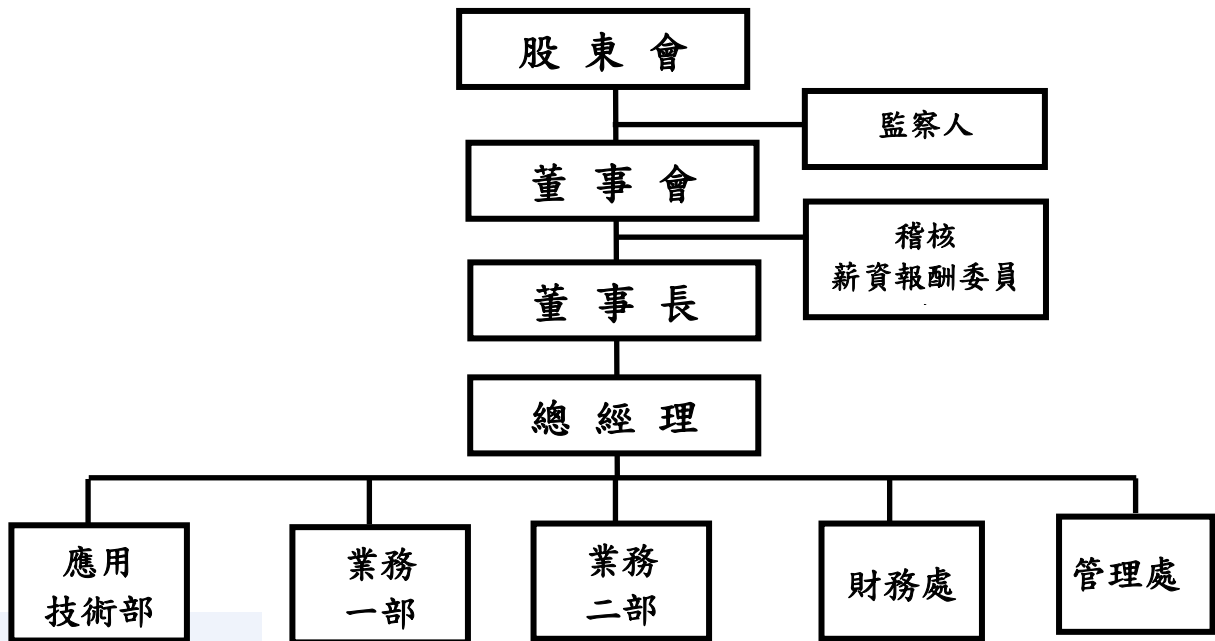 股東會
監察人
董事會
稽核
薪資報酬委員
董事長
總經理
應用
技術部
業務
一部
業務
二部
財務處
管理處